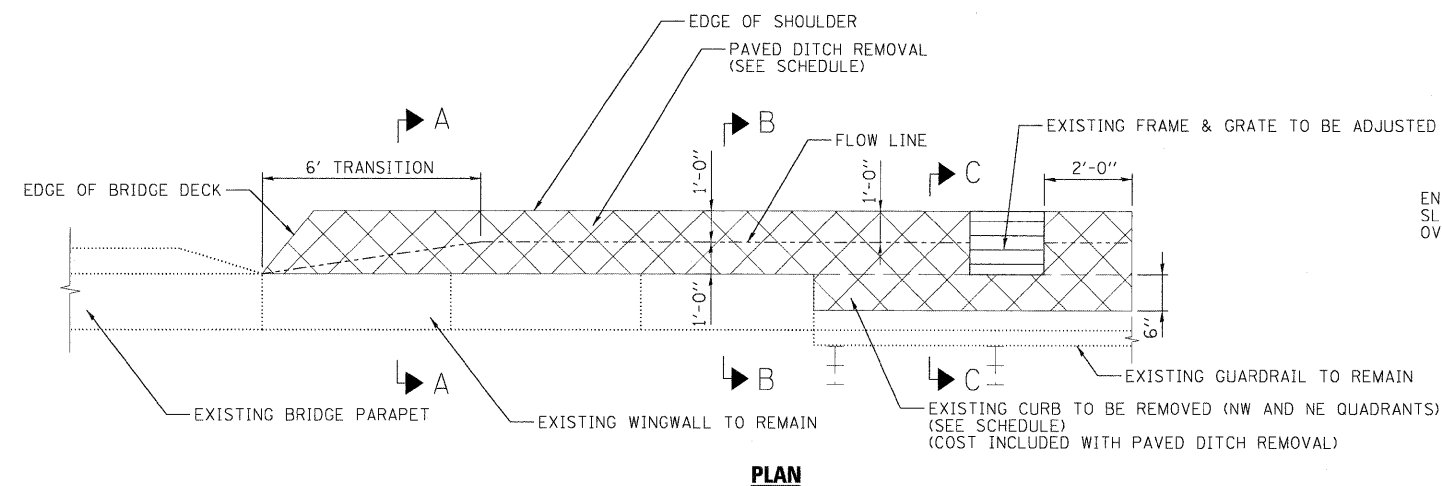 EDGE OF SHOULDER
PAVED DITCH REMOVAL
(SEE SCHEDULE)
A
B
EXISTING FRAME & GRATE TO BE ADJUSTED
FLOW LINE
6' TRANSITION
1'-0"
1'-0"
C
2'-0"
EDGE OF BRIDGE DECK
EN
SL
OV
1'-0"
6"
A
B
C
EXISTING GUARDRAIL TO REMAIN
EXISTING BRIDGE PARAPET
EXISTING WINGWALL TO REMAIN
EXISTING CURB TO BE REMOVED (NW AND NE QUADRANTS)
(SEE SCHEDULE)
(COST INCLUDED WITH PAVED DITCH REMOVAL)
PLAN